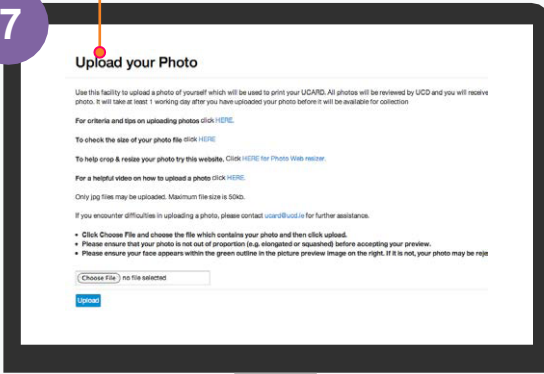 7
Upload your Photo
Use this facility to upload a photo of yourself which will be used to print your UCARD. All photos will be reviewed by UCD and you will receive
photo. It will take at least 1 working day after you have uploaded your photo before it will be available for collection
For criteria and tips on uploading photos click HERE.
To check the size of your photo file click HERE
To help crop & resize your photo try this website. Click HERE for Photo Web resizer.
For a helpful video on how to upload a photo click HERE.
Only jpg files may be uploaded. Maximum file size is 50kb.
If you encounter difficulties in uploading a photo, please contact ucard@ucd.ie for further assistance.
• Click Choose File and choose the file which contains your photo and then click upload.
• Please ensure that your photo is not out of proportion (e.g. elongated or squashed) before accepting your preview.
• Please ensure your face appears within the green outline in the picture preview image on the right. If it is not, your photo may be reje
Choose File no file selected
Upload